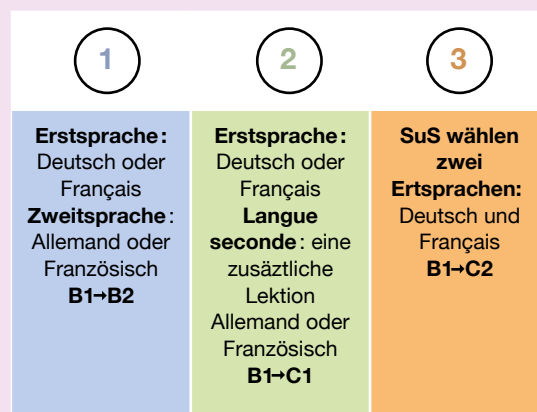 1
2
3
Erstsprache:
Deutsch oder
Français
Zweitsprache:
Allemand oder
Französisch
B1→B2
Erstsprache:
Deutsch oder
Français
Langue
seconde: eine
zusäztliche
Lektion
Allemand oder
Französisch
B1→C1
SuS wählen
zwei
Ertsprachen:
Deutsch und
Français
B1→C2